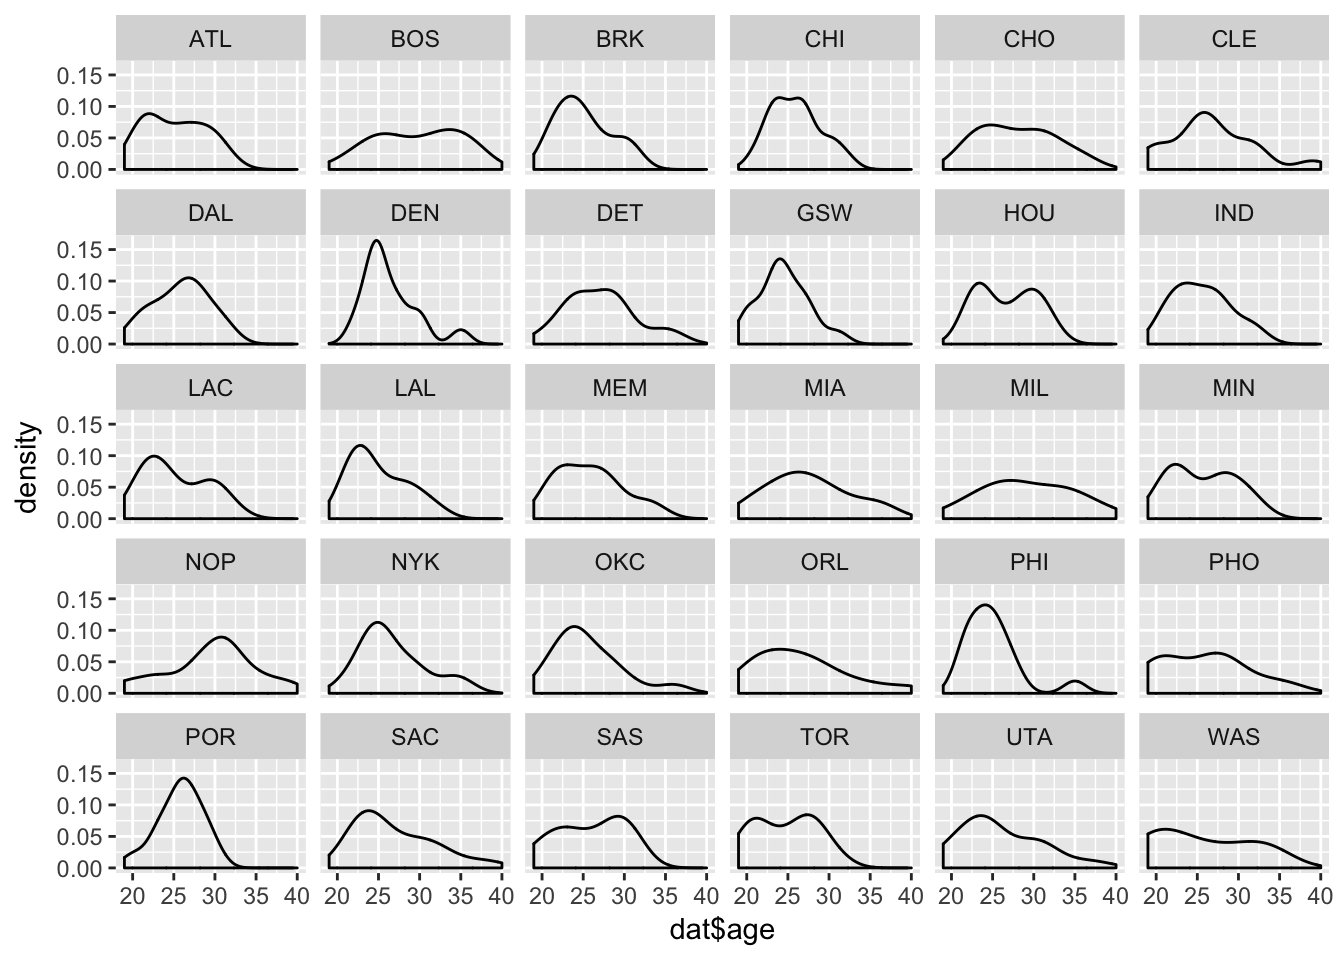 ATL BOS BRK CHI CHO CLE
0.15
0.10
0.05
0.00
DAL DEN DET GSW HOU IND
0.15
0.10
0.05
0.00
LAC LAL MEM MIA MIL MIN
0.15
0.10
0.05
0.00
density
NOP NYK OKC ORL PHI PHO
0.15
0.10
0.05
0.00
POR SAC SAS TOR UTA WAS
0.15
0.10
0.05
0.00
20 25 30 35 40 20 25 30 35 40 20 25 30 35 40 20 25 30 35 40 20 25 30 35 40 20 25 30 35 40
dat$age